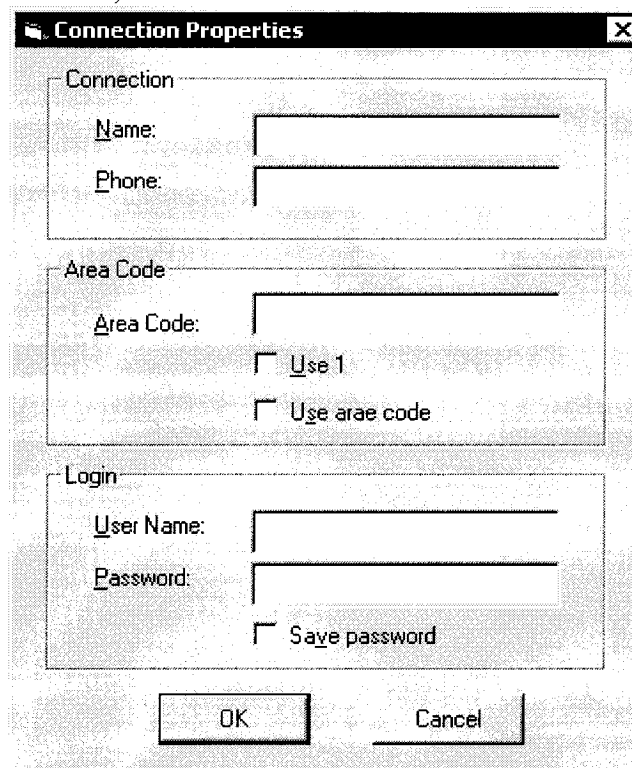 Connection Properties
Connection
Name:
Phone:
Area Code
Area Code:
Use 1
Use arae code
Login
User Name:
Password:
Save password
OK Cancel